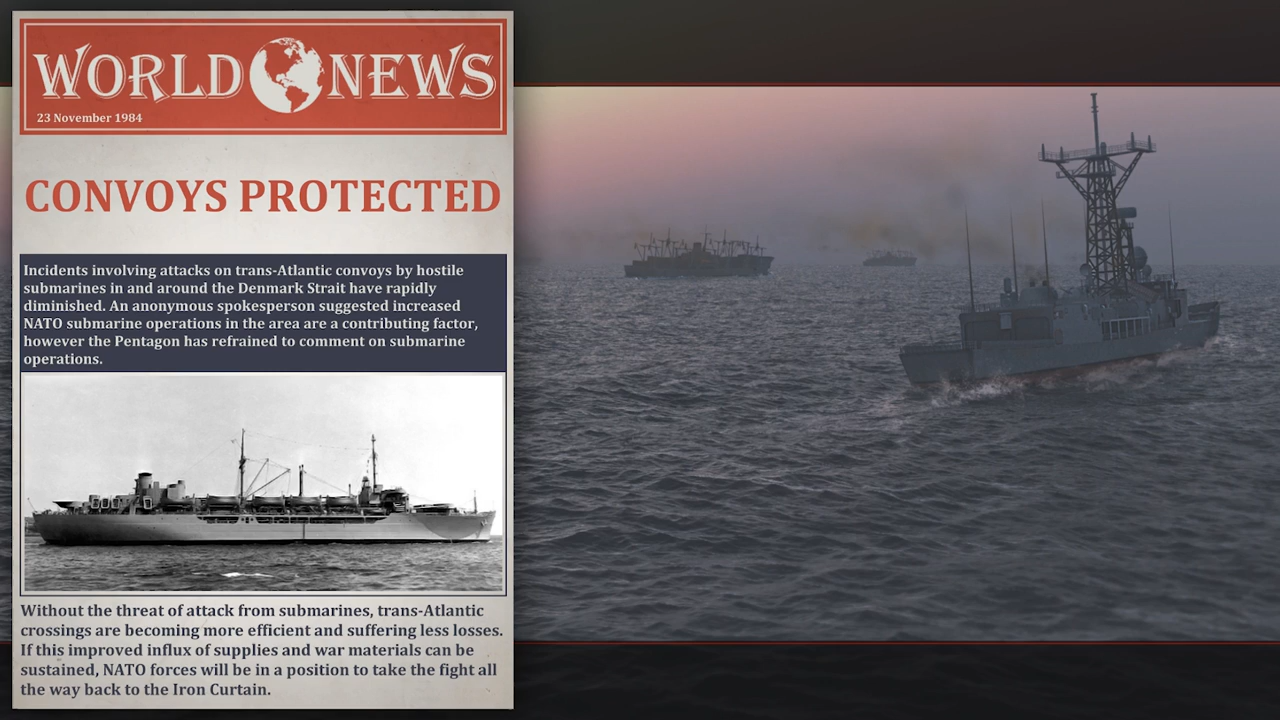 WORLD NEWS
23 November 1984
CONVOYS PROTECTED
Incidents involving attacks on trans-Atlantic convoys by hostile
submarines in and around the Denmark Strait have rapidly
diminished. An anonymous spokesperson suggested increased
NATO submarine operations in the area are a contributing factor,
however the Pentagon has refrained to comment on submarine
operations.
Without the threat of attack from submarines, trans-Atlantic
crossings are becoming more efficient and suffering less losses.
If this improved influx of supplies and war materials can be
sustained, NATO forces will be in a position to take the fight all
the way back to the Iron Curtain.